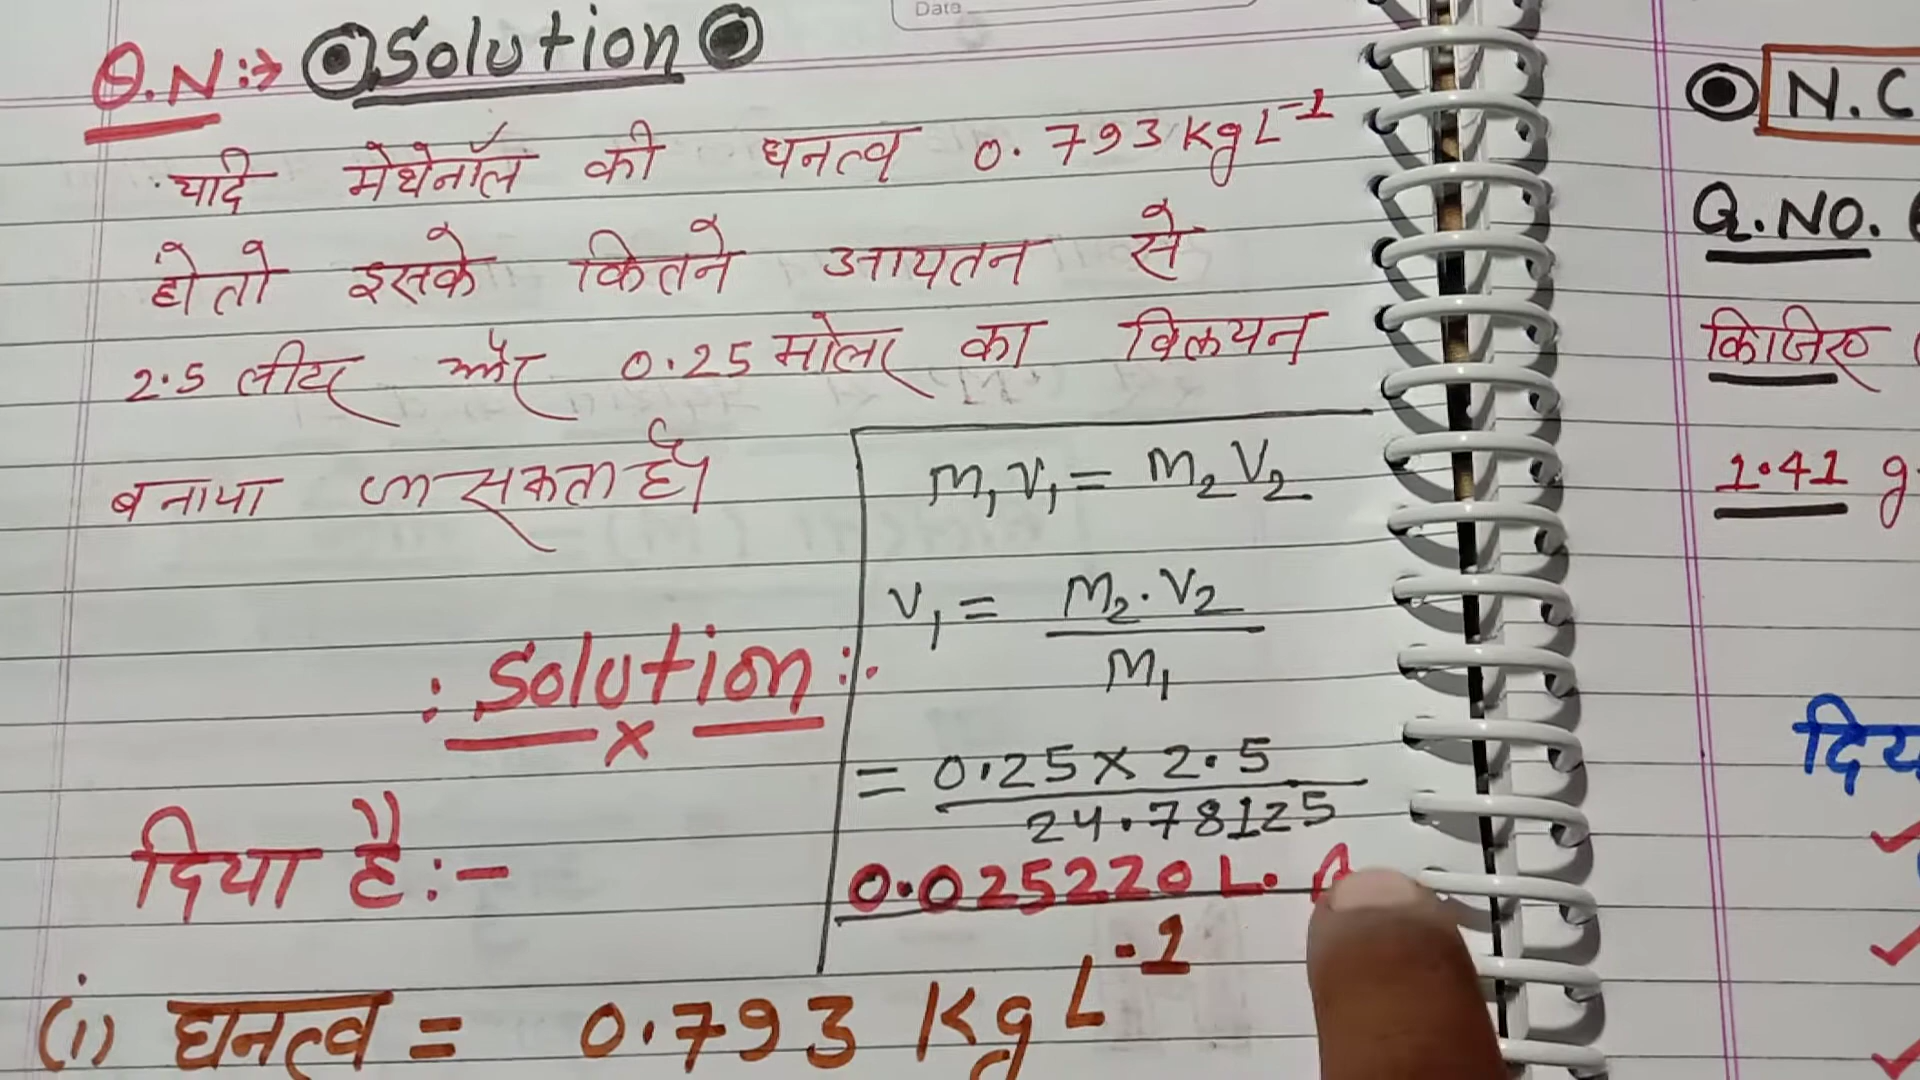 Date
Q.N:→ Solution
यदि मेथेनॉल की घनत्व 0.793 Kg L⁻¹
हो तो इसके कितने आयतन से
2.5 लीटर और 0.25 मोलर का विलयन
बनाया जा सकता है।
M₁V₁ = M₂V₂
V₁ = M₂.V₂
M₁
: Solution :.
x
= 0.25 x 2.5
24.78125
0.025220 L.
दिया है:-
(i) घनत्व = 0.793 Kg L⁻¹
N.C
Q.NO.
किजिए
1.41 g